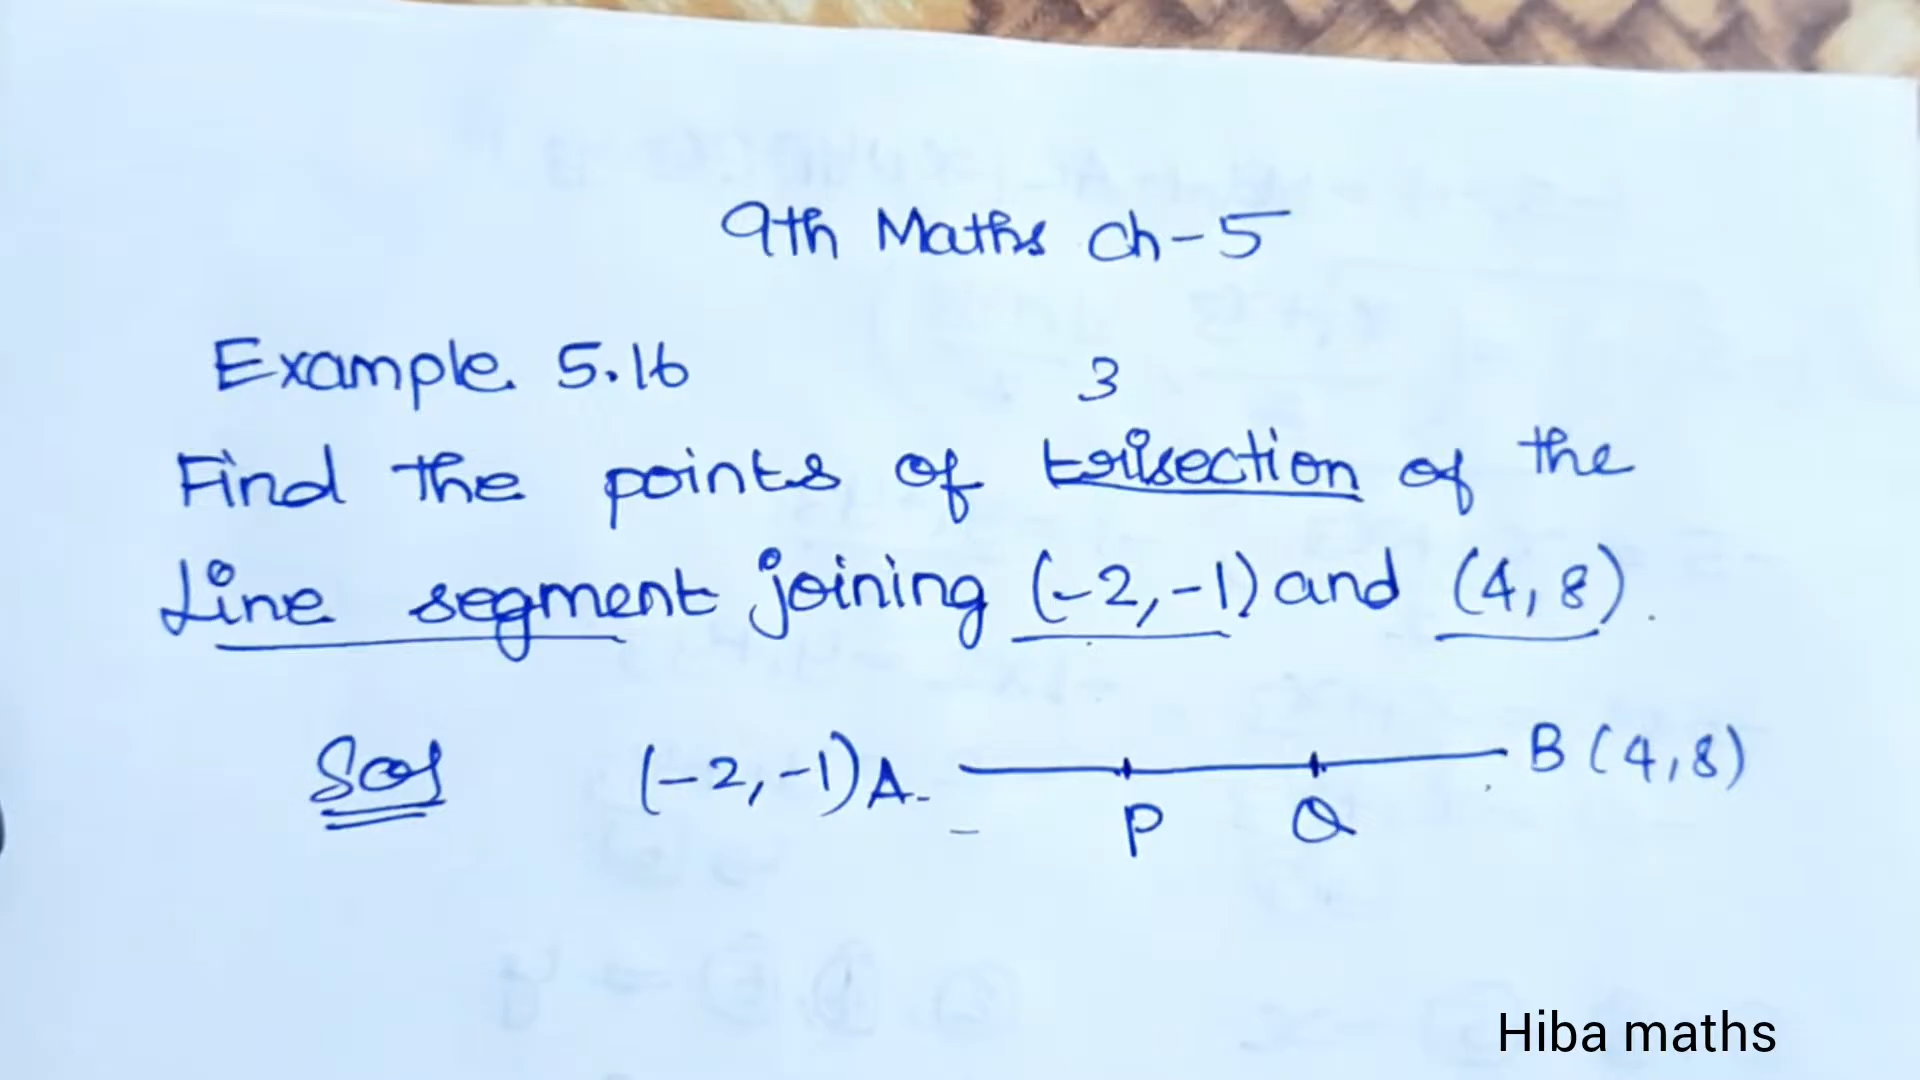 9th Maths Ch-5
Example 5.16
3
Find the points of trisection of the
Line segment joining (-2,-1) and (4,8).
Sol (-2,-1)A B(4,8)
P Q
Hiba maths